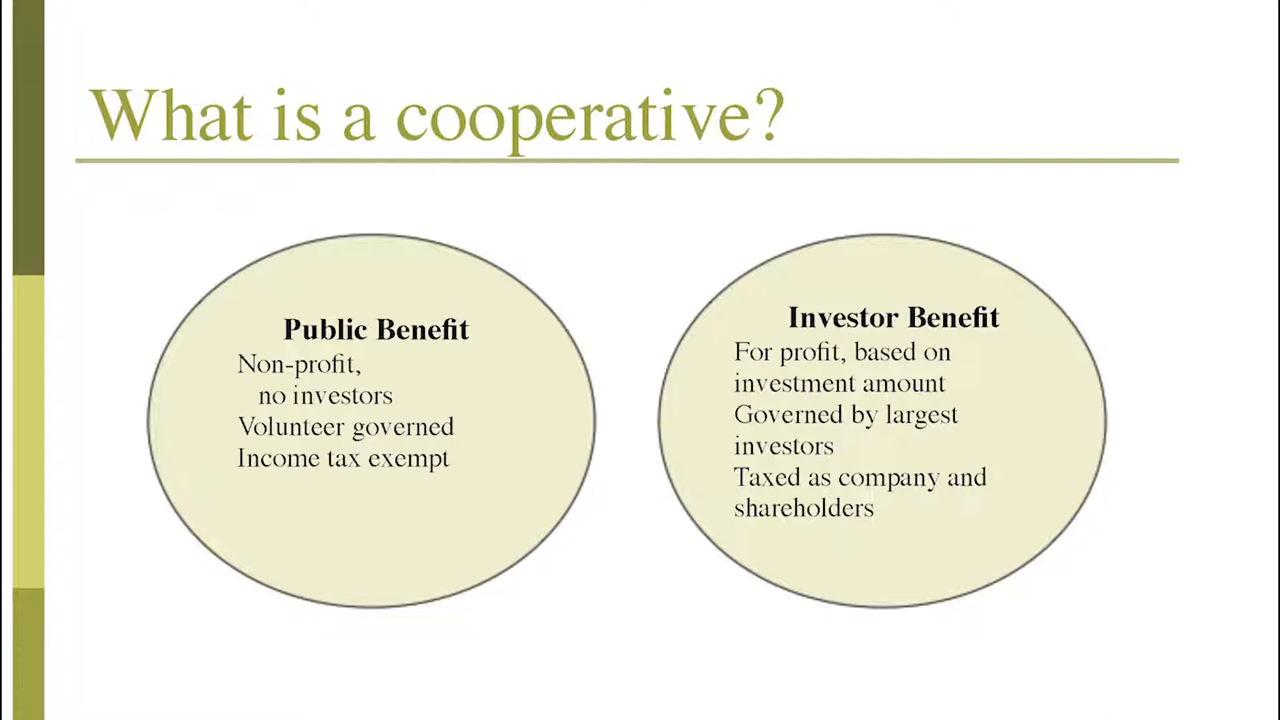 What is a cooperative?
Public Benefit
Non-profit,
no investors
Volunteer governed
Income tax exempt
Investor Benefit
For profit, based on
investment amount
Governed by largest
investors
Taxed as company and
shareholders